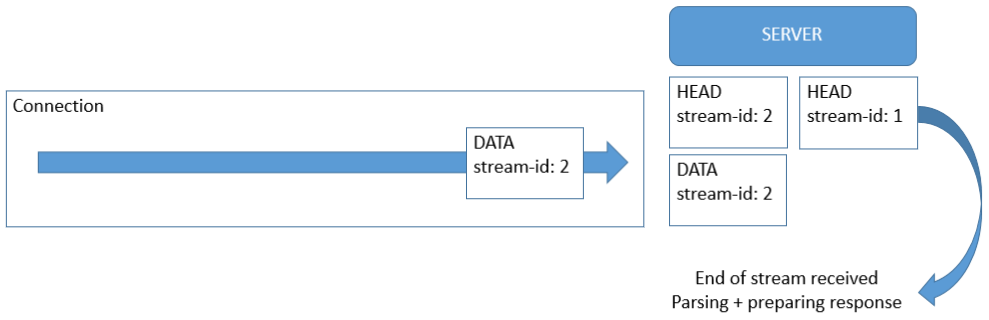 SERVER
Connection
DATA
stream-id: 2
HEAD
stream-id: 2
HEAD
stream-id: 1
DATA
stream-id: 2
End of stream received
Parsing + preparing response